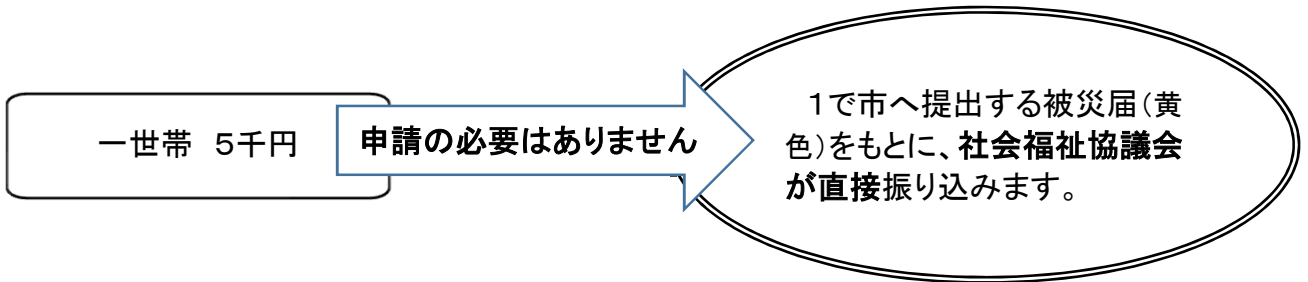 一世帯　５千円
申請の必要はありません
１で市へ提出する被災届（黄
色）をもとに、社会福祉協議会
が直接振り込みます。